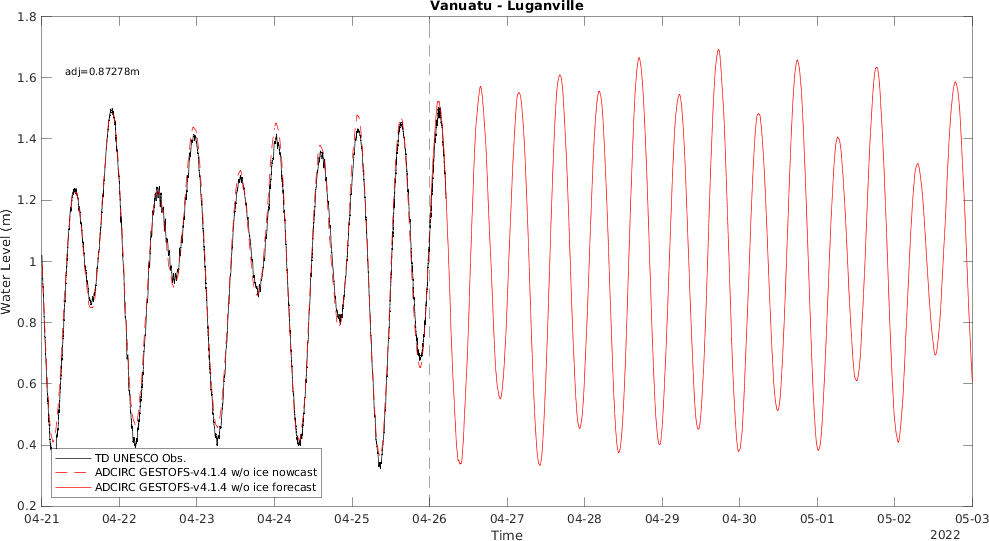 Vanuatu - Luganville
1.8
1.6
1.4
1.2
1
0.8
0.6
0.4
0.2
Water Level (m)
adj=0.87278m
TD UNESCO Obs.
ADCIRC GESTOFS-v4.1.4 w/o ice nowcast
ADCIRC GESTOFS-v4.1.4 w/o ice forecast
04-21 04-22 04-23 04-24 04-25 04-26 04-27 04-28 04-29 04-30 05-01 05-02 05-03
Time
2022